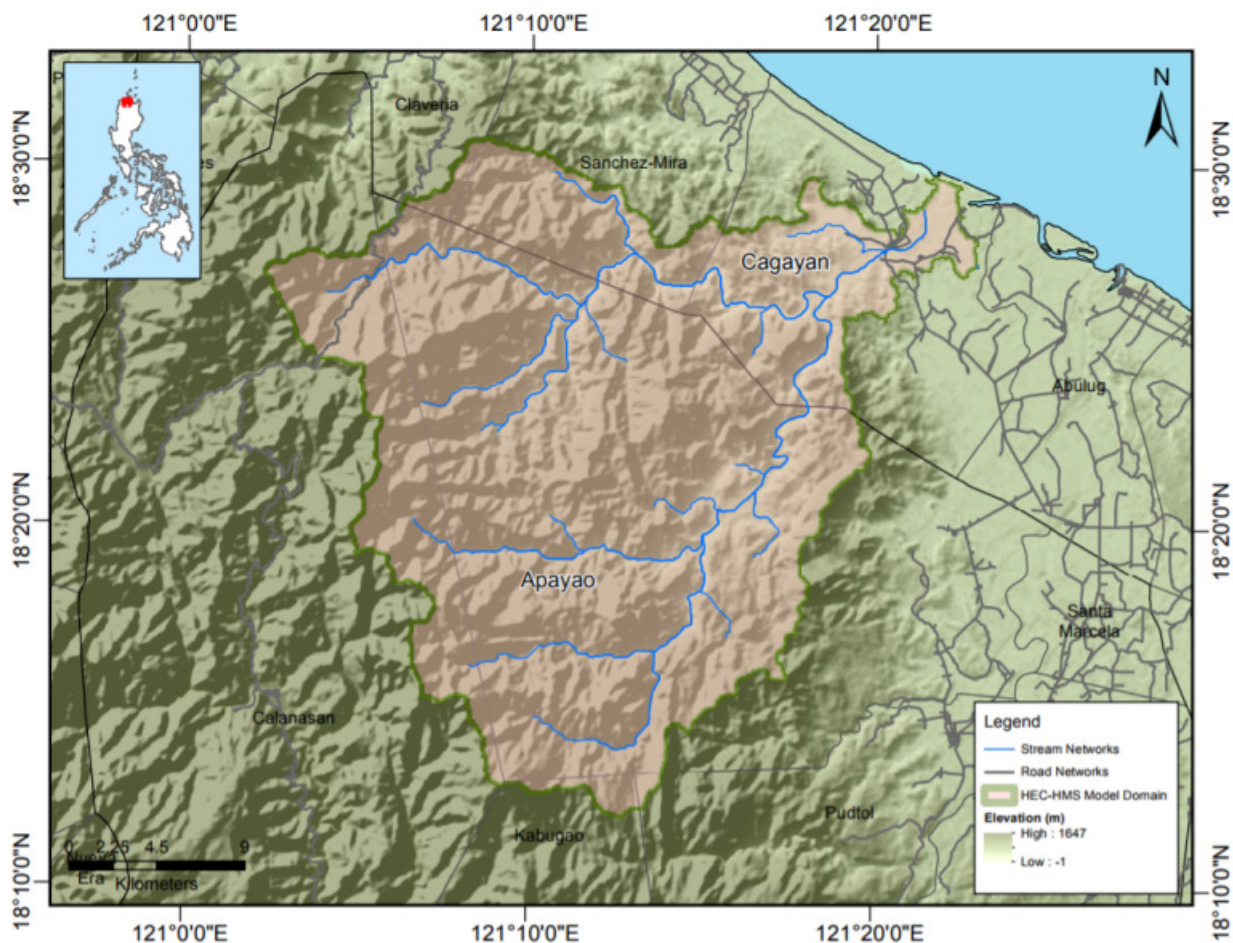 121°0'0"E
121°10'0"E
121°20'0"E
P
N
Claveria
Sanchez-Mira
es
18°30'0"N
18°30'0"N
Cagayan
Abulug
18°20'0"N
18°20'0"N
Apayao
Santa
Marcela
Calanasan
Legend
Stream Networks
Road Networks
HEC-HMS Model Domain
Elevation (m)
High : 1647
Low : -1
Pudtol
Kabugao
0 2.25 4.5 9
Nueva
Era
Kilometers
18°10'0"N
18°10'0"N
121°0'0"E
121°10'0"E
121°20'0"E